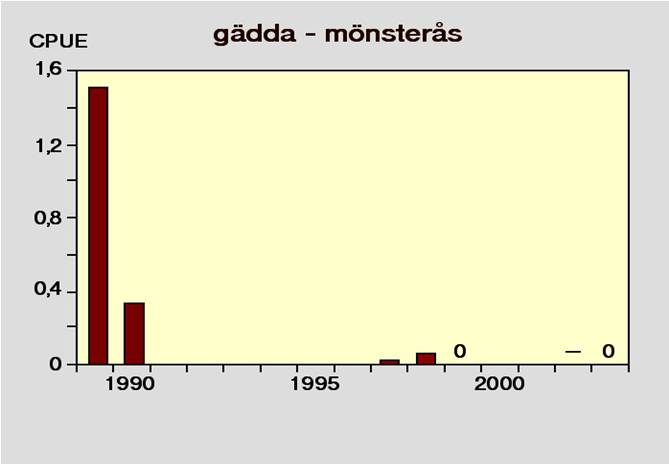 gädda - mönsterås
CPUE
1,6
1,2
0,8
0,4
0
0 – 0
1990 1995 2000